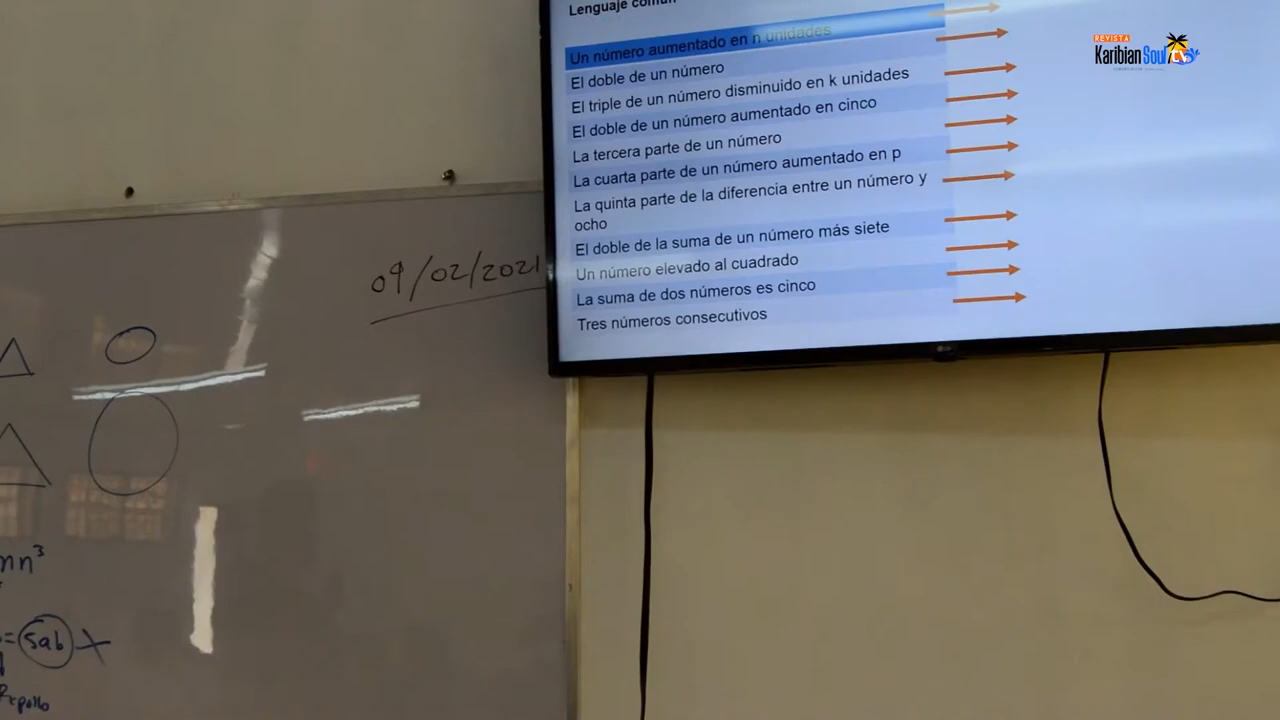 Lenguaje común
Un número aumentado en n unidades
El doble de un número
El triple de un número disminuido en k unidades
El doble de un número aumentado en cinco
La tercera parte de un número
La cuarta parte de un número aumentado en p
La quinta parte de la diferencia entre un número y
ocho
El doble de la suma de un número más siete
Un número elevado al cuadrado
La suma de dos números es cinco
Tres números consecutivos
REVISTA
Karibian Soul tv
09/02/2021
mn³
= 5ab
LG